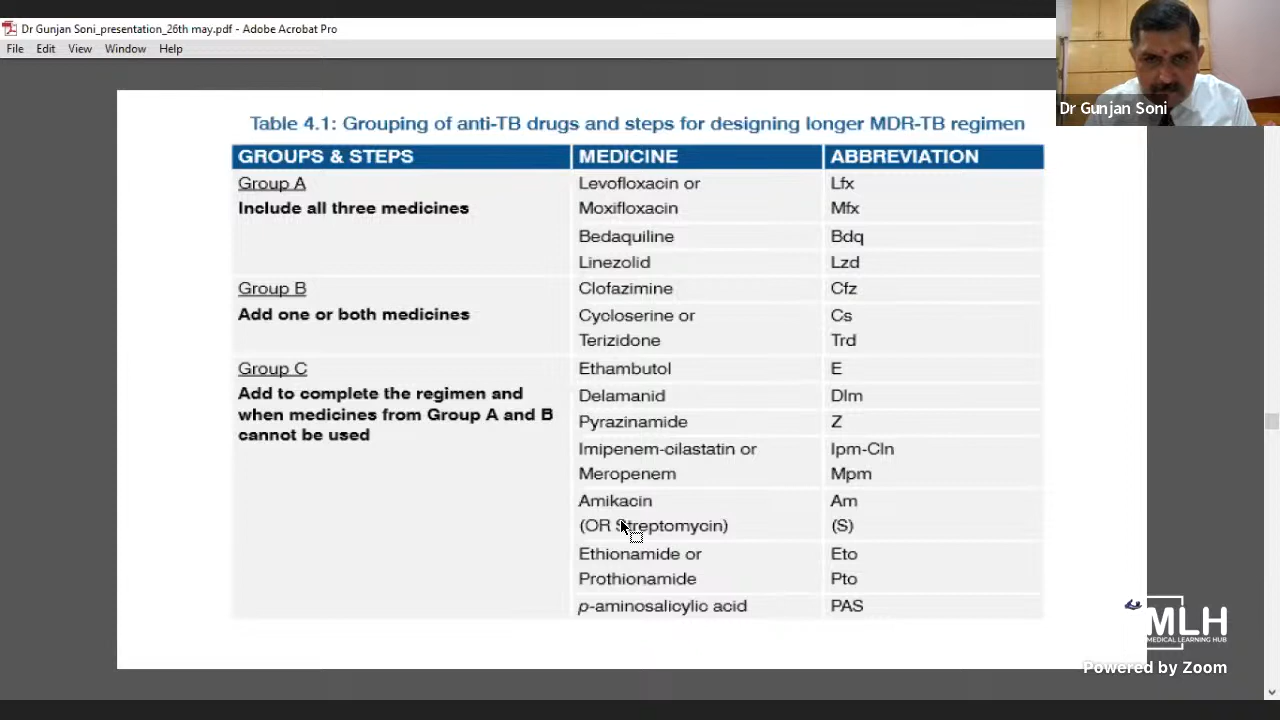 Dr Gunjan Soni_presentation_26th may.pdf - Adobe Acrobat Pro
File Edit View Window Help
Dr Gunjan Soni
Table 4.1: Grouping of anti-TB drugs and steps for designing longer MDR-TB regimen
GROUPS & STEPS MEDICINE ABBREVIATION
Group A Levofloxacin or Lfx
Include all three medicines Moxifloxacin Mfx
Bedaquiline Bdq
Linezolid Lzd
Group B Clofazimine Cfz
Add one or both medicines Cycloserine or Cs
Terizidone Trd
Group C Ethambutol E
Add to complete the regimen and Delamanid Dlm
when medicines from Group A and B Pyrazinamide Z
cannot be used
Imipenem-cilastatin or Ipm-Cln
Meropenem Mpm
Amikacin Am
(OR Streptomycin) (S)
Ethionamide or Eto
Prothionamide Pto
p-aminosalicylic acid PAS
MLH
MEDICAL LEARNING HUB
Powered by Zoom